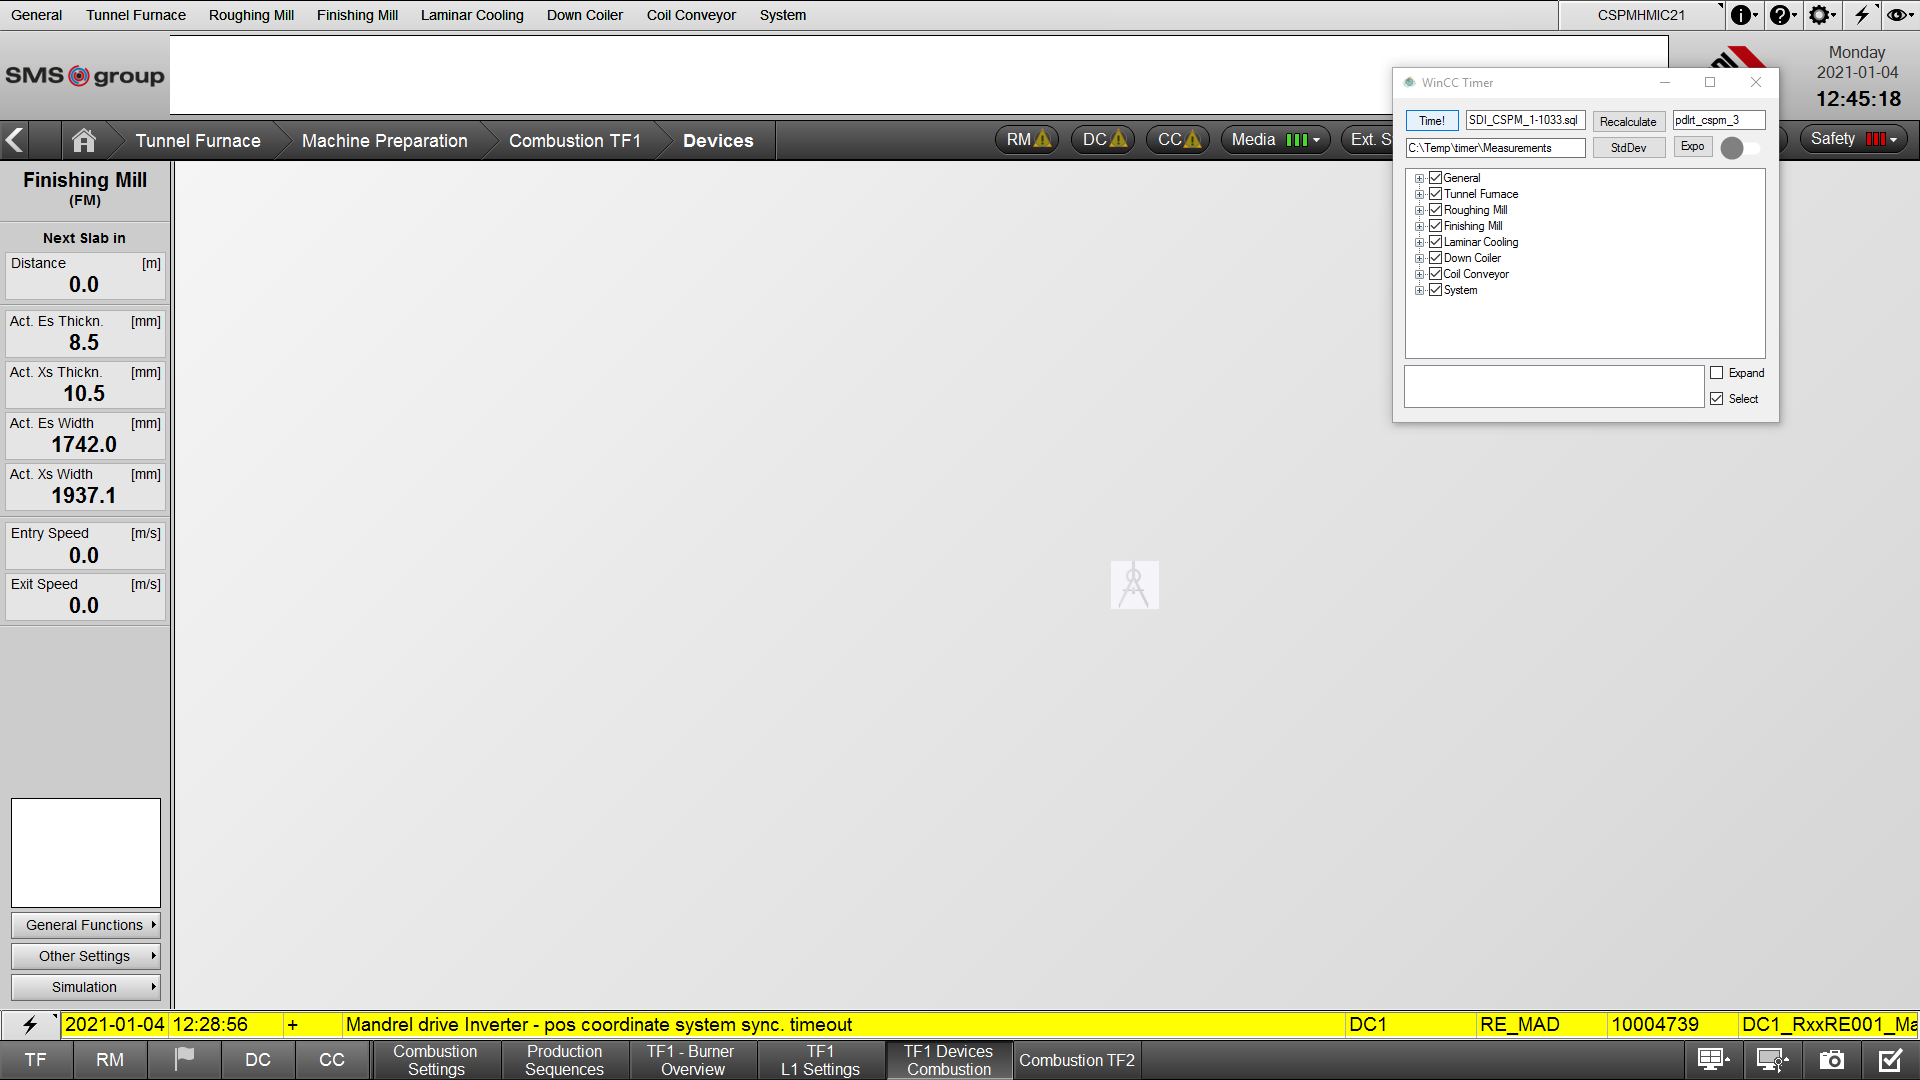 General Tunnel Furnace Roughing Mill Finishing Mill Laminar Cooling Down Coiler Coil Conveyor System CSPMHMIC21
SMS group
Monday
2021-01-04
12:45:18
WinCC Timer
Time! SDI_CSPM_1-1033.sql Recalculate pdlrt_cspm_3
C:\Temp\timer\Measurements StdDev Expo
General
Tunnel Furnace
Roughing Mill
Finishing Mill
Laminar Cooling
Down Coiler
Coil Conveyor
System
Expand
Select
Tunnel Furnace Machine Preparation Combustion TF1 Devices RM DC CC Media Ext. S Safety
Finishing Mill
(FM)
Next Slab in
Distance [m]
0.0
Act. Es Thickn. [mm]
8.5
Act. Xs Thickn. [mm]
10.5
Act. Es Width [mm]
1742.0
Act. Xs Width [mm]
1937.1
Entry Speed [m/s]
0.0
Exit Speed [m/s]
0.0
General Functions
Other Settings
Simulation
2021-01-04 12:28:56 + Mandrel drive Inverter - pos coordinate system sync. timeout DC1 RE_MAD 10004739 DC1_RxxRE001_Ma
TF RM DC CC
Combustion
Settings
Production
Sequences
TF1 - Burner
Overview
TF1
L1 Settings
TF1 Devices
Combustion
Combustion TF2